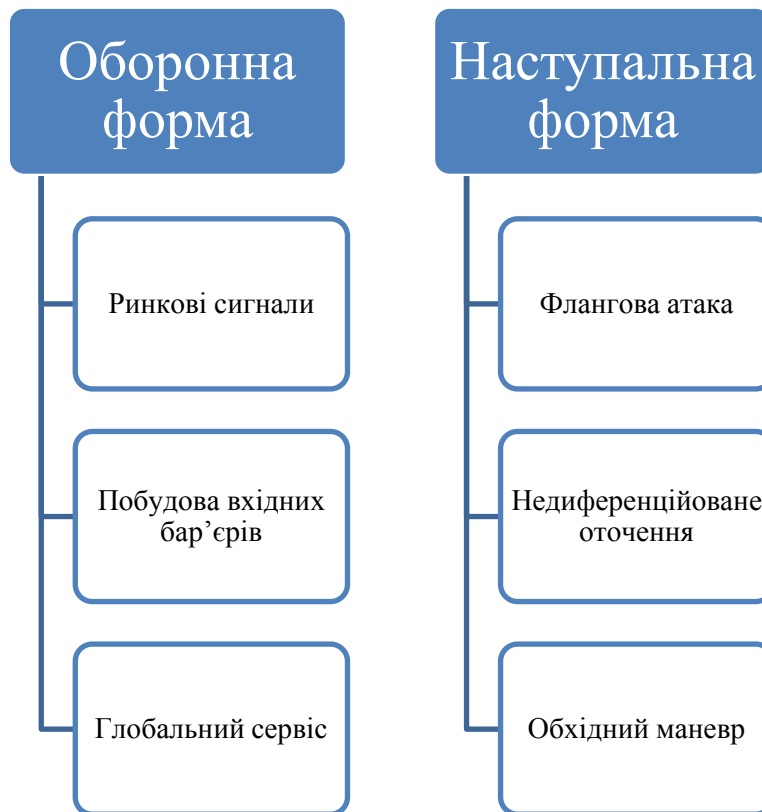 Оборонна
форма
Ринкові сигнали
Побудова вхідних
бар’єрів
Глобальний сервіс
Наступальна
форма
Флангова атака
Недиференційоване
оточення
Обхідний маневр